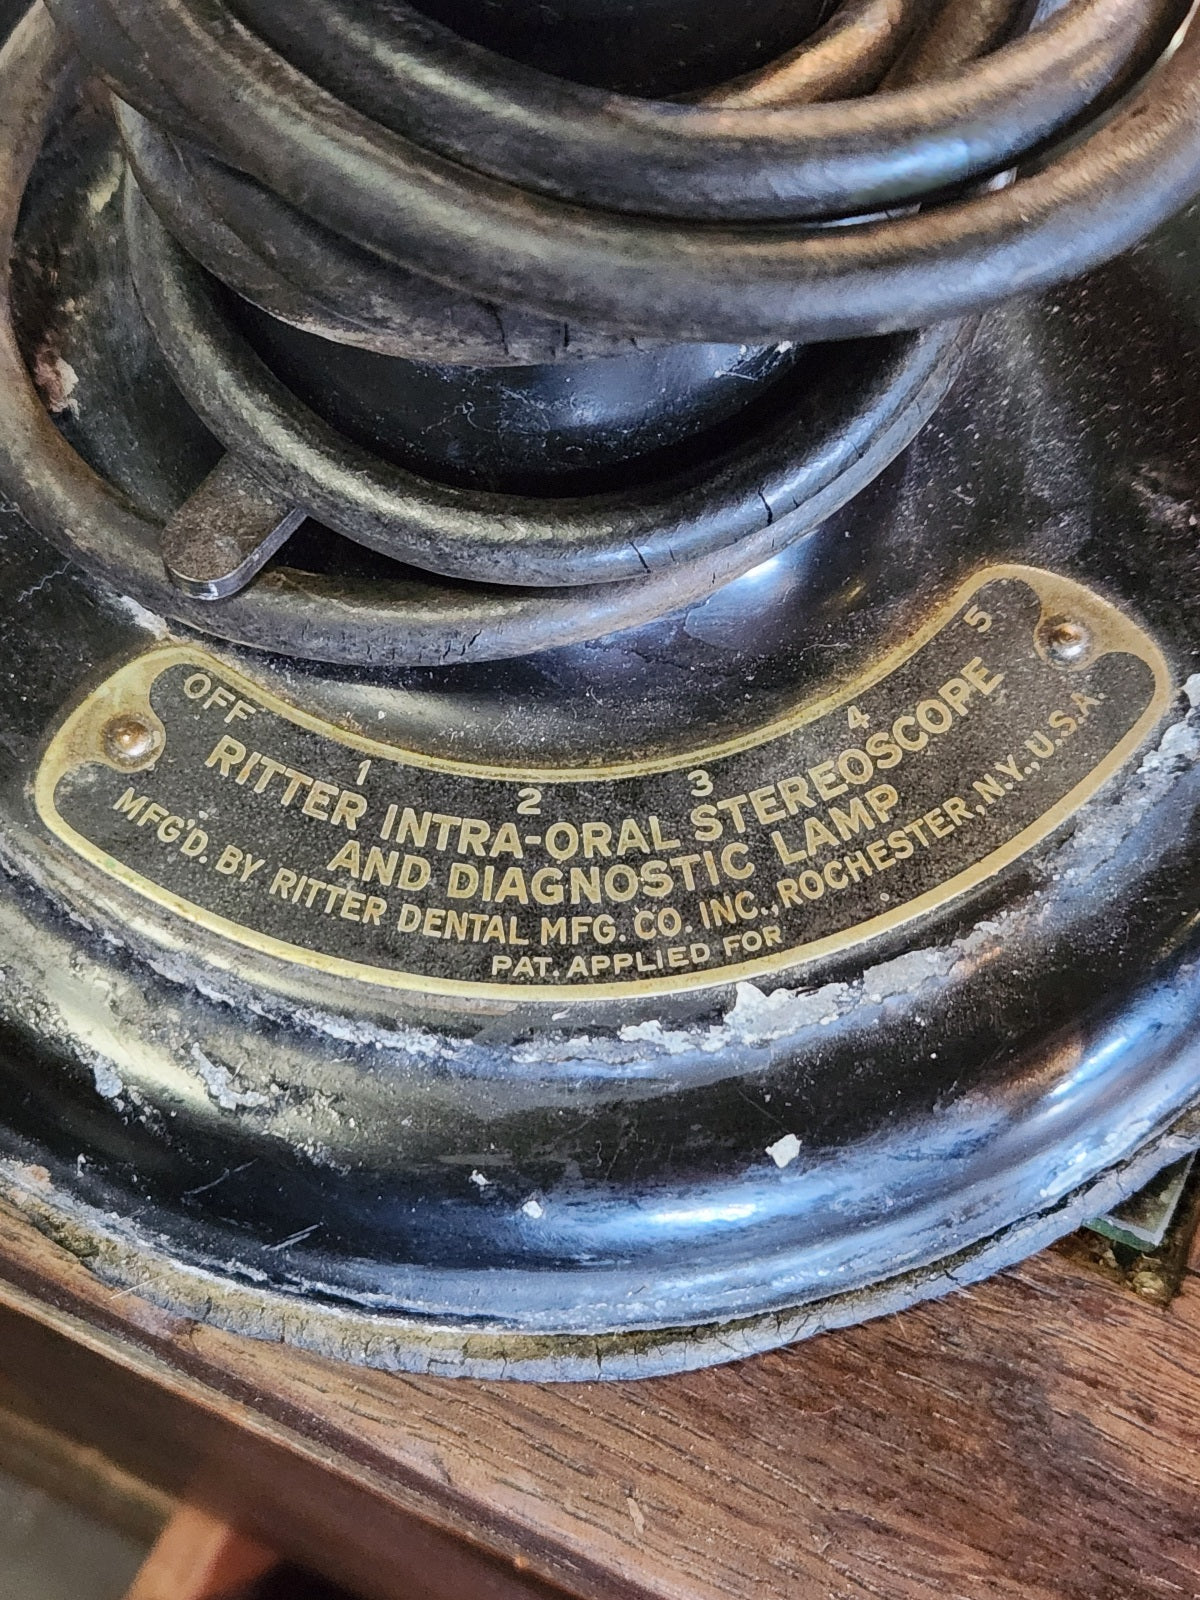 OFF 1 2 3 4 5
RITTER INTRA-ORAL STEREOSCOPE
AND DIAGNOSTIC LAMP
MFG'D. BY RITTER DENTAL MFG. CO. INC., ROCHESTER, N.Y., U.S.A.
PAT. APPLIED FOR